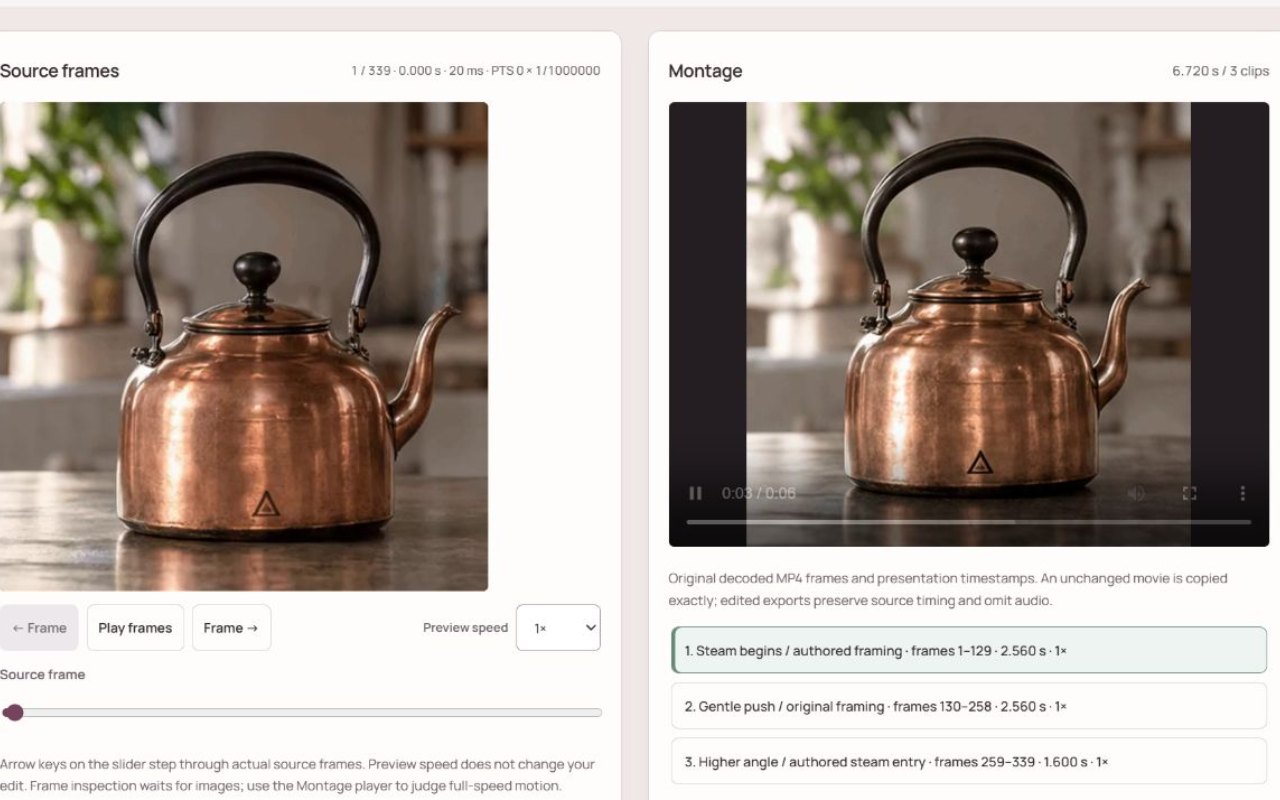 Source frames
1 / 339 · 0.000 s · 20 ms · PTS 0 × 1/1000000
← Frame
Play frames
Frame →
Preview speed
1×
Source frame
Arrow keys on the slider step through actual source frames. Preview speed does not change your
edit. Frame inspection waits for images; use the Montage player to judge full-speed motion.
Montage
6.720 s / 3 clips
0:03 / 0:06
Original decoded MP4 frames and presentation timestamps. An unchanged movie is copied
exactly; edited exports preserve source timing and omit audio.
1. Steam begins / authored framing · frames 1–129 · 2.560 s · 1×
2. Gentle push / original framing · frames 130–258 · 2.560 s · 1×
3. Higher angle / authored steam entry · frames 259–339 · 1.600 s · 1×